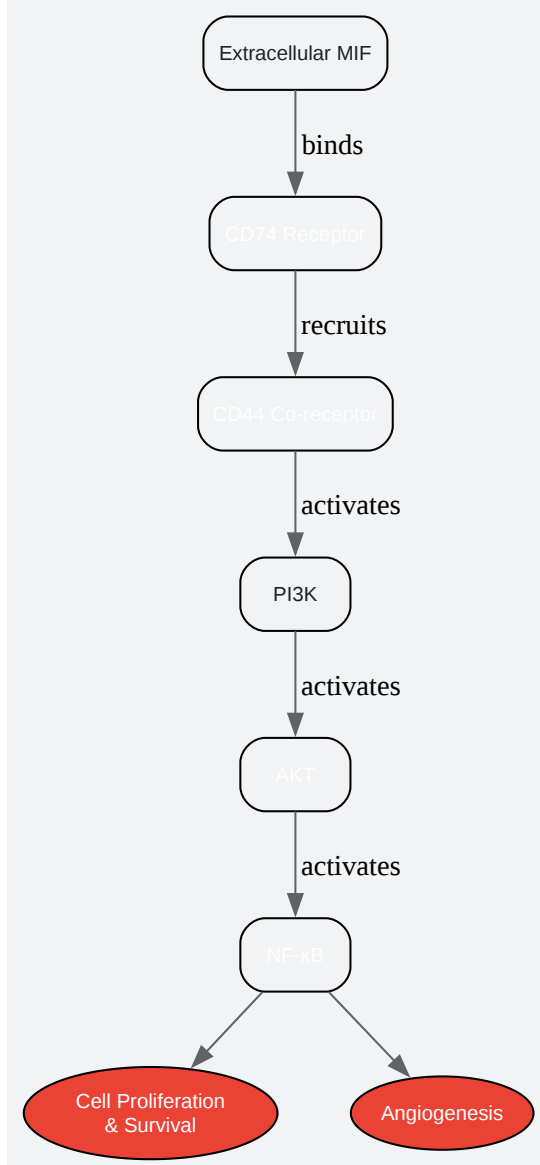 Extracellular MIF
binds
CD74 Receptor
recruits
CD44 Co-receptor
activates
PI3K
activates
AKT
activates
NF-κB
Cell Proliferation
& Survival
Angiogenesis